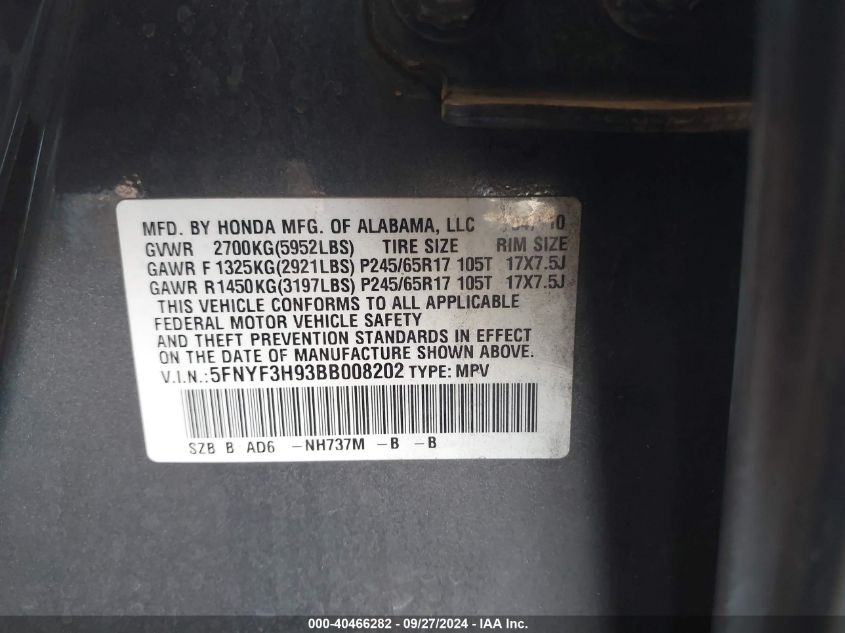 MFD. BY HONDA MFG. OF ALABAMA, LLC 10
GVWR 2700KG(5952LBS) TIRE SIZE RIM SIZE
GAWR F 1325KG(2921LBS) P245/65R17 105T 17X7.5J
GAWR R1450KG(3197LBS) P245/65R17 105T 17X7.5J
THIS VEHICLE CONFORMS TO ALL APPLICABLE
FEDERAL MOTOR VEHICLE SAFETY
AND THEFT PREVENTION STANDARDS IN EFFECT
ON THE DATE OF MANUFACTURE SHOWN ABOVE.
V.I.N.:5FNYF3H93BB008202 TYPE: MPV
SZB B AD6 -NH737M -B -B
000-40466282 - 09/27/2024 - IAA Inc.